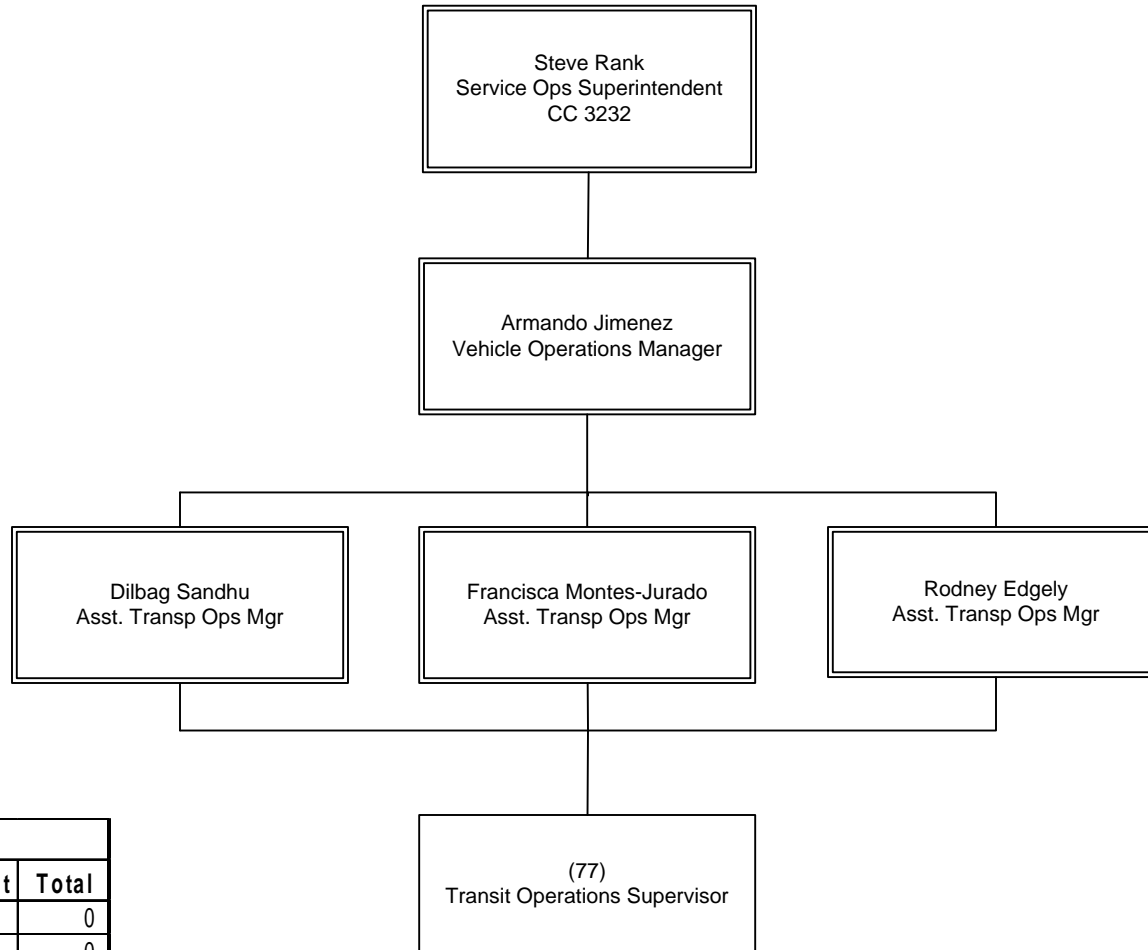 Steve Rank
Service Ops Superintendent
CC 3232
Armando Jimenez
Vehicle Operations Manager
Dilbag Sandhu
Asst. Transp Ops Mgr
Francisca Montes-Jurado
Asst. Transp Ops Mgr
Rodney Edgely
Asst. Transp Ops Mgr
(77)
Transit Operations Supervisor
t Total
0